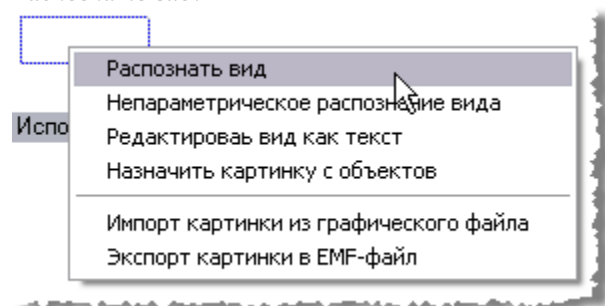 Распознать вид
Непараметрическое распознание вида
Испо
Редактироваь вид как текст
Назначить картинку с объектов
Импорт картинки из графического файла
Экспорт картинки в EMF-файл